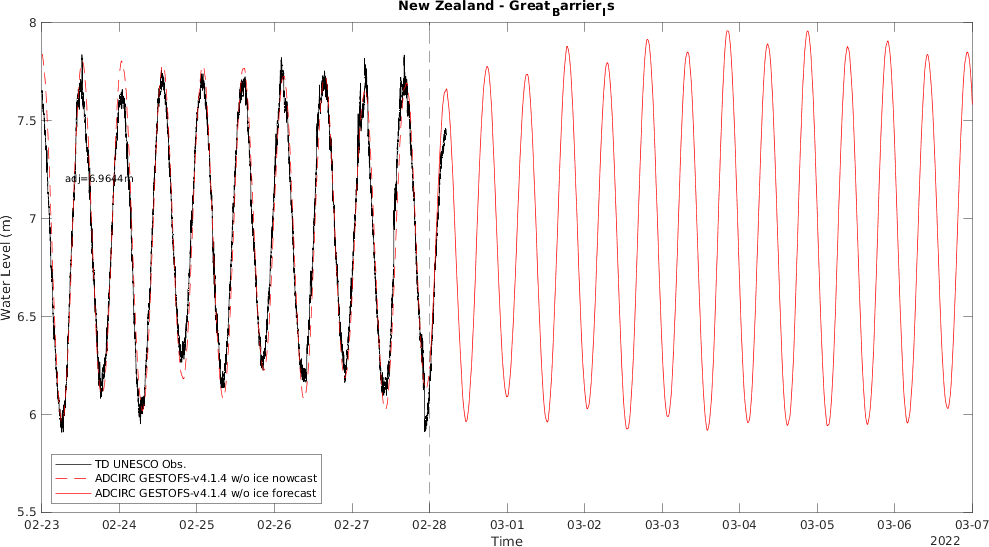 New Zealand - GreatBarrierIs
8
7.5
7
6.5
6
5.5
Water Level (m)
adj=6.9644m
TD UNESCO Obs.
ADCIRC GESTOFS-v4.1.4 w/o ice nowcast
ADCIRC GESTOFS-v4.1.4 w/o ice forecast
02-23 02-24 02-25 02-26 02-27 02-28 03-01 03-02 03-03 03-04 03-05 03-06 03-07
Time
2022